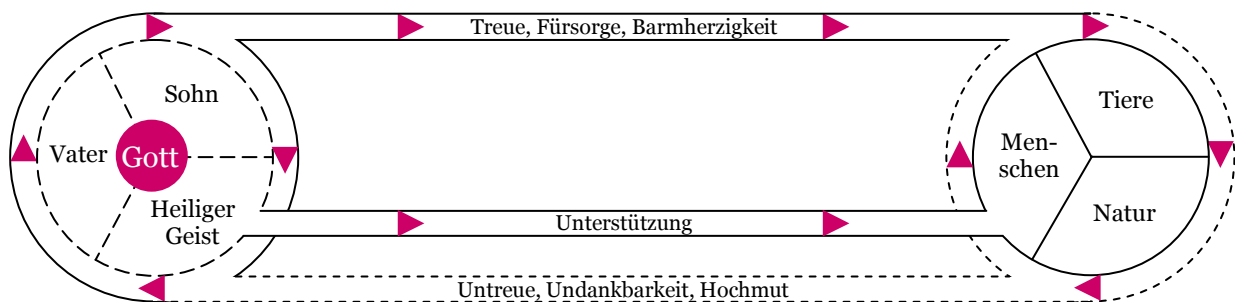 Treue, Fürsorge, Barmherzigkeit
Sohn
Vater
Gott
Heiliger
Geist
Tiere
Men-
schen
Natur
Unterstützung
Untreue, Undankbarkeit, Hochmut